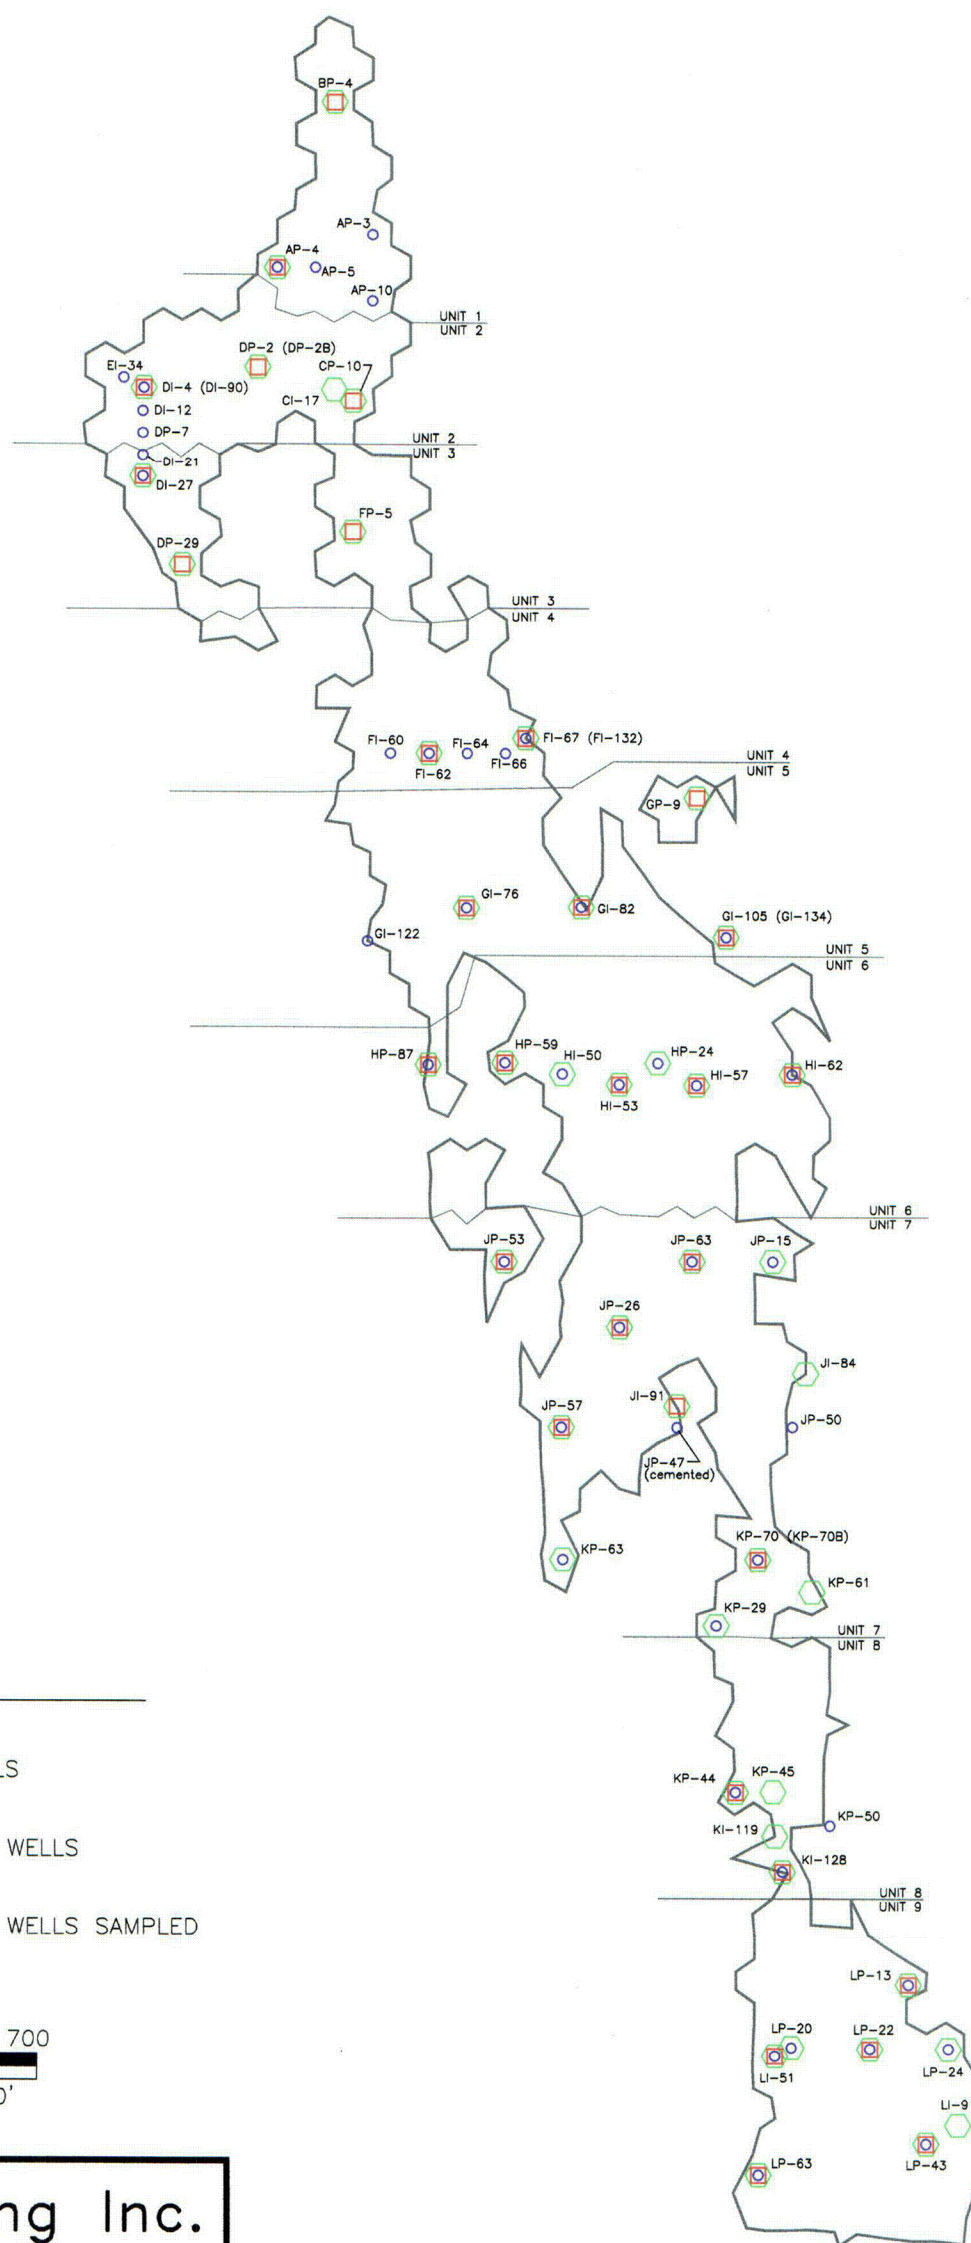 BP-4
AP-3
AP-4
AP-5
AP-10
UNIT 1
UNIT 2
DP-2 (DP-2B)
EI-34
CP-10
DI-4 (DI-90)
CI-17
DI-12
DP-7
UNIT 2
UNIT 3
DI-21
DI-27
FP-5
DP-29
UNIT 3
UNIT 4
FI-60
FI-64
FI-67 (FI-132)
FI-62
FI-66
UNIT 4
UNIT 5
GP-9
GI-76
GI-82
GI-105 (GI-134)
GI-122
UNIT 5
UNIT 6
HP-87
HP-59
HI-50
HP-24
HI-62
HI-53
HI-57
UNIT 6
UNIT 7
JP-53
JP-63
JP-15
JP-26
JI-84
JI-91
JP-57
JP-50
JP-47
(cemented)
KP-70 (KP-70B)
KP-63
KP-61
KP-29
UNIT 7
UNIT 8
LS
KP-44
KP-45
KP-50
KI-119
WELLS
KI-128
UNIT 8
UNIT 9
WELLS SAMPLED
LP-13
700
LP-20
LP-22
LP-24
LI-51
0'
LI-9
LP-43
LP-63
ng Inc.